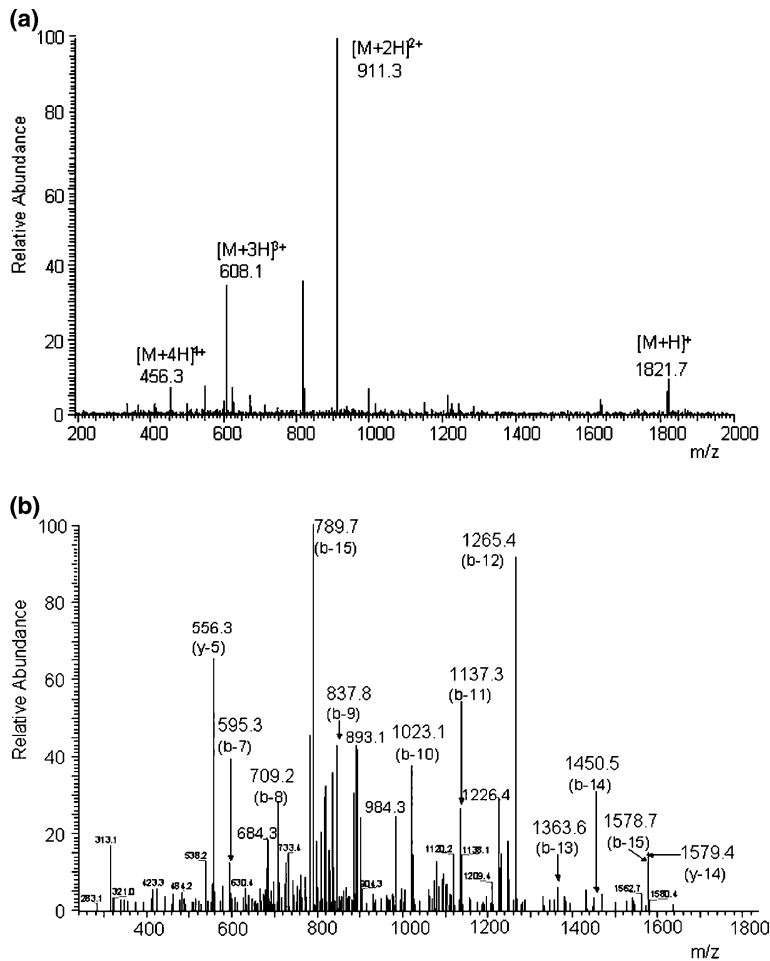 (a)
100
80
60
40
20
0
Relative Abundance
[M+2H]2+
911.3
[M+3H]3+
608.1
[M+4H]4+
456.3
[M+H]+
1821.7
200 400 600 800 1000 1200 1400 1600 1800 2000
m/z
(b)
100
80
60
40
20
0
Relative Abundance
789.7
(b-15)
1265.4
(b-12)
556.3
(y-5)
1137.3
(b-11)
837.8
(b-9)
595.3
(b-7)
893.1
1023.1
(b-10)
709.2
(b-8)
1450.5
(b-14)
684.3
984.3
1226.4
1363.6
(b-13)
1578.7
(b-15)
1579.4
(y-14)
313.1
538.2
733.4
1120.2
1138.1
283.1
321.0
423.3
484.2
630.4
904.3
1209.4
1562.7
1580.4
400 600 800 1000 1200 1400 1600 1800
m/z